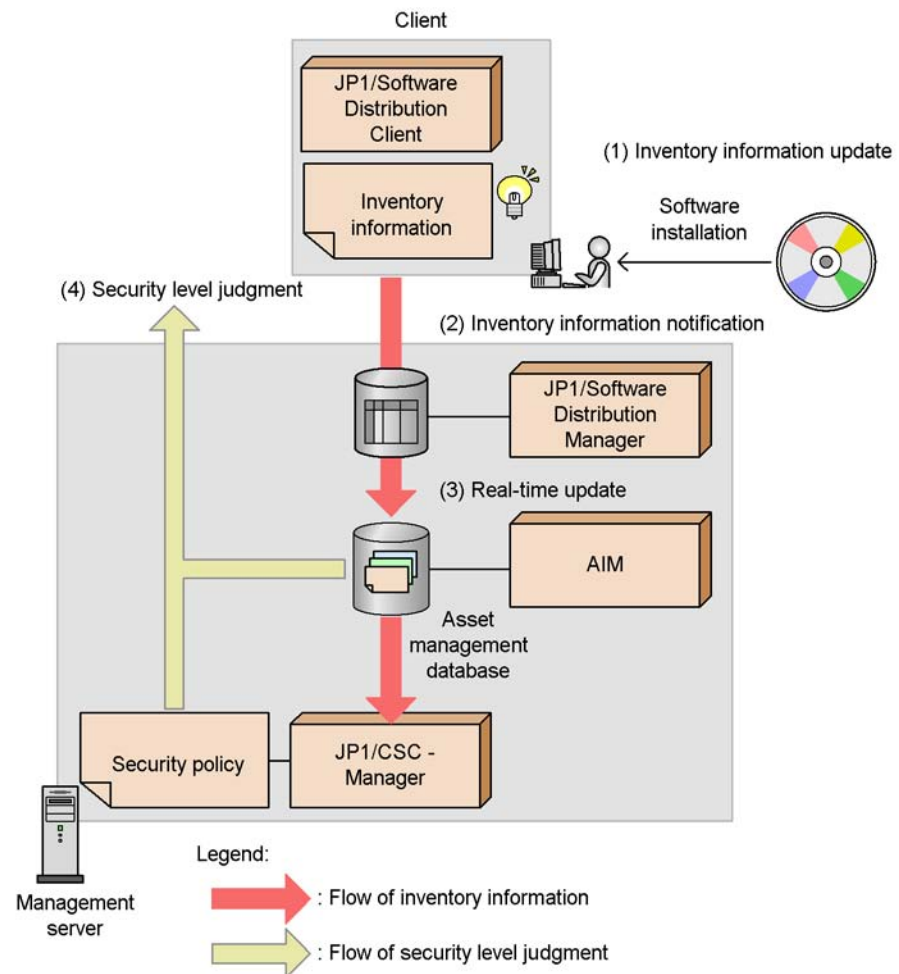 Client
JP1/Software
Distribution
Client
(1) Inventory information update
Inventory
information
Software
installation
(4) Security level judgment
(2) Inventory information notification
JP1/Software
Distribution
Manager
(3) Real-time update
AIM
Asset
management
database
Security policy
JP1/CSC -
Manager
Management
server
Legend:
: Flow of inventory information
: Flow of security level judgment